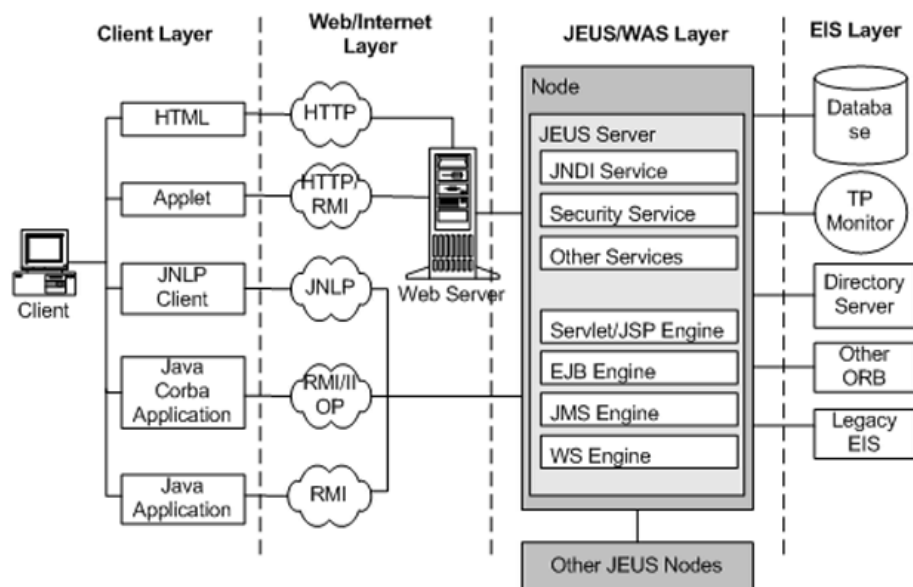 Client Layer
Web/Internet
Layer
JEUS/WAS Layer
EIS Layer
Client
HTML
Applet
JNLP
Client
Java
Corba
Application
Java
Application
HTTP
HTTP/
RMI
JNLP
RMI/II
OP
RMI
Web Server
Node
JEUS Server
JNDI Service
Security Service
Other Services
Servlet/JSP Engine
EJB Engine
JMS Engine
WS Engine
Other JEUS Nodes
Databa
se
TP
Monitor
Directory
Server
Other
ORB
Legacy
EIS